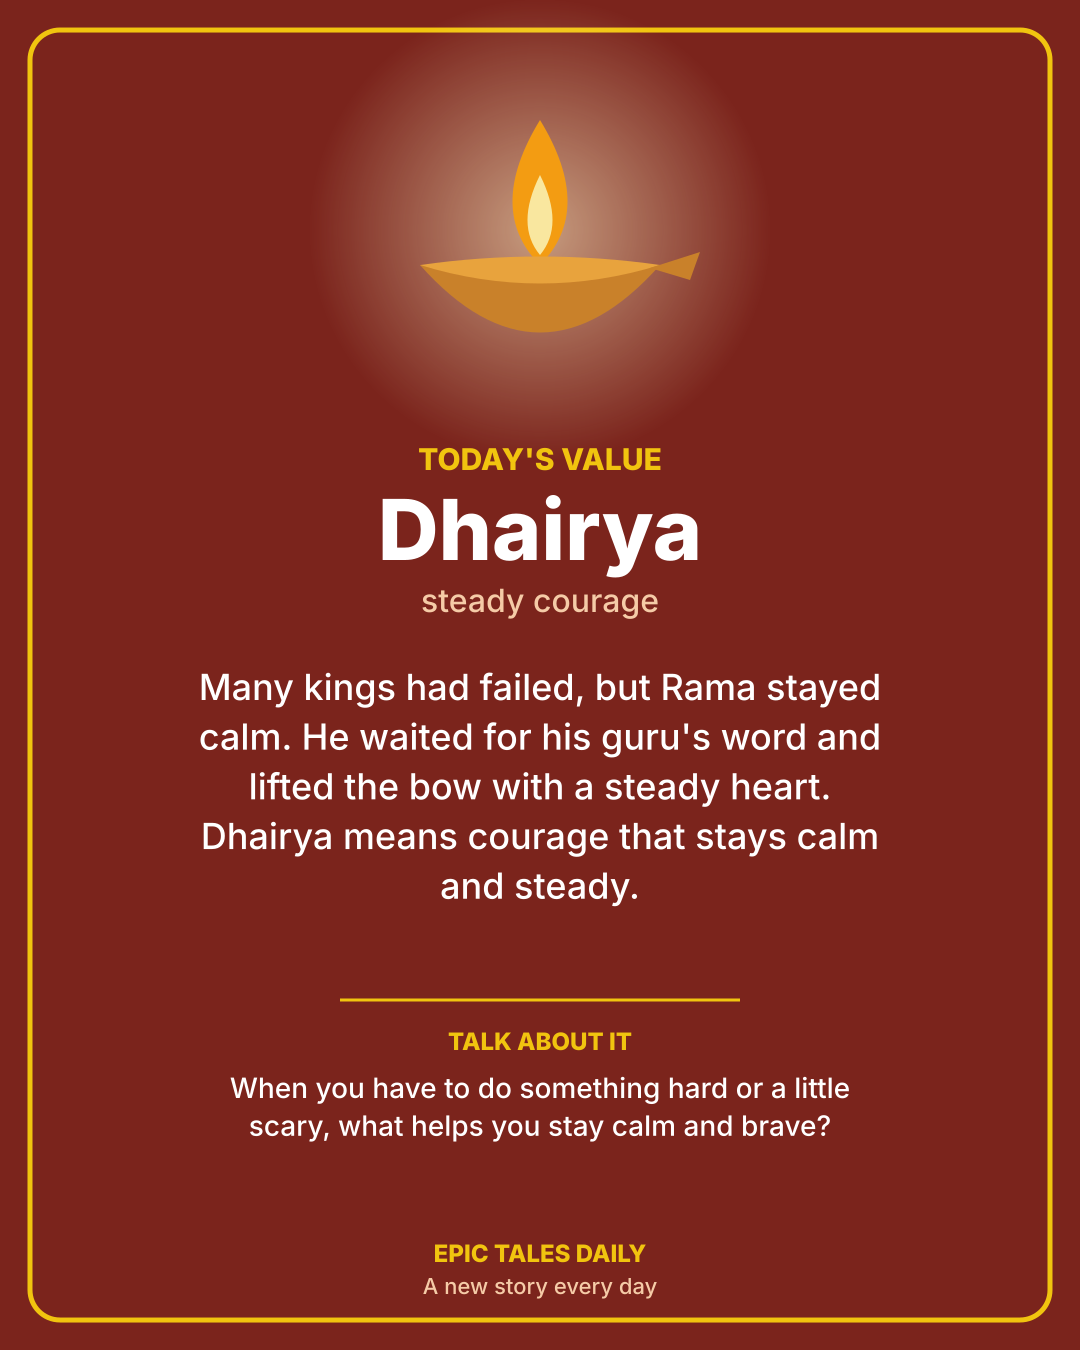 TODAY'S VALUE
Dhairya
steady courage
Many kings had failed, but Rama stayed
calm. He waited for his guru's word and
lifted the bow with a steady heart.
Dhairya means courage that stays calm
and steady.
TALK ABOUT IT
When you have to do something hard or a little
scary, what helps you stay calm and brave?
EPIC TALES DAILY
A new story every day